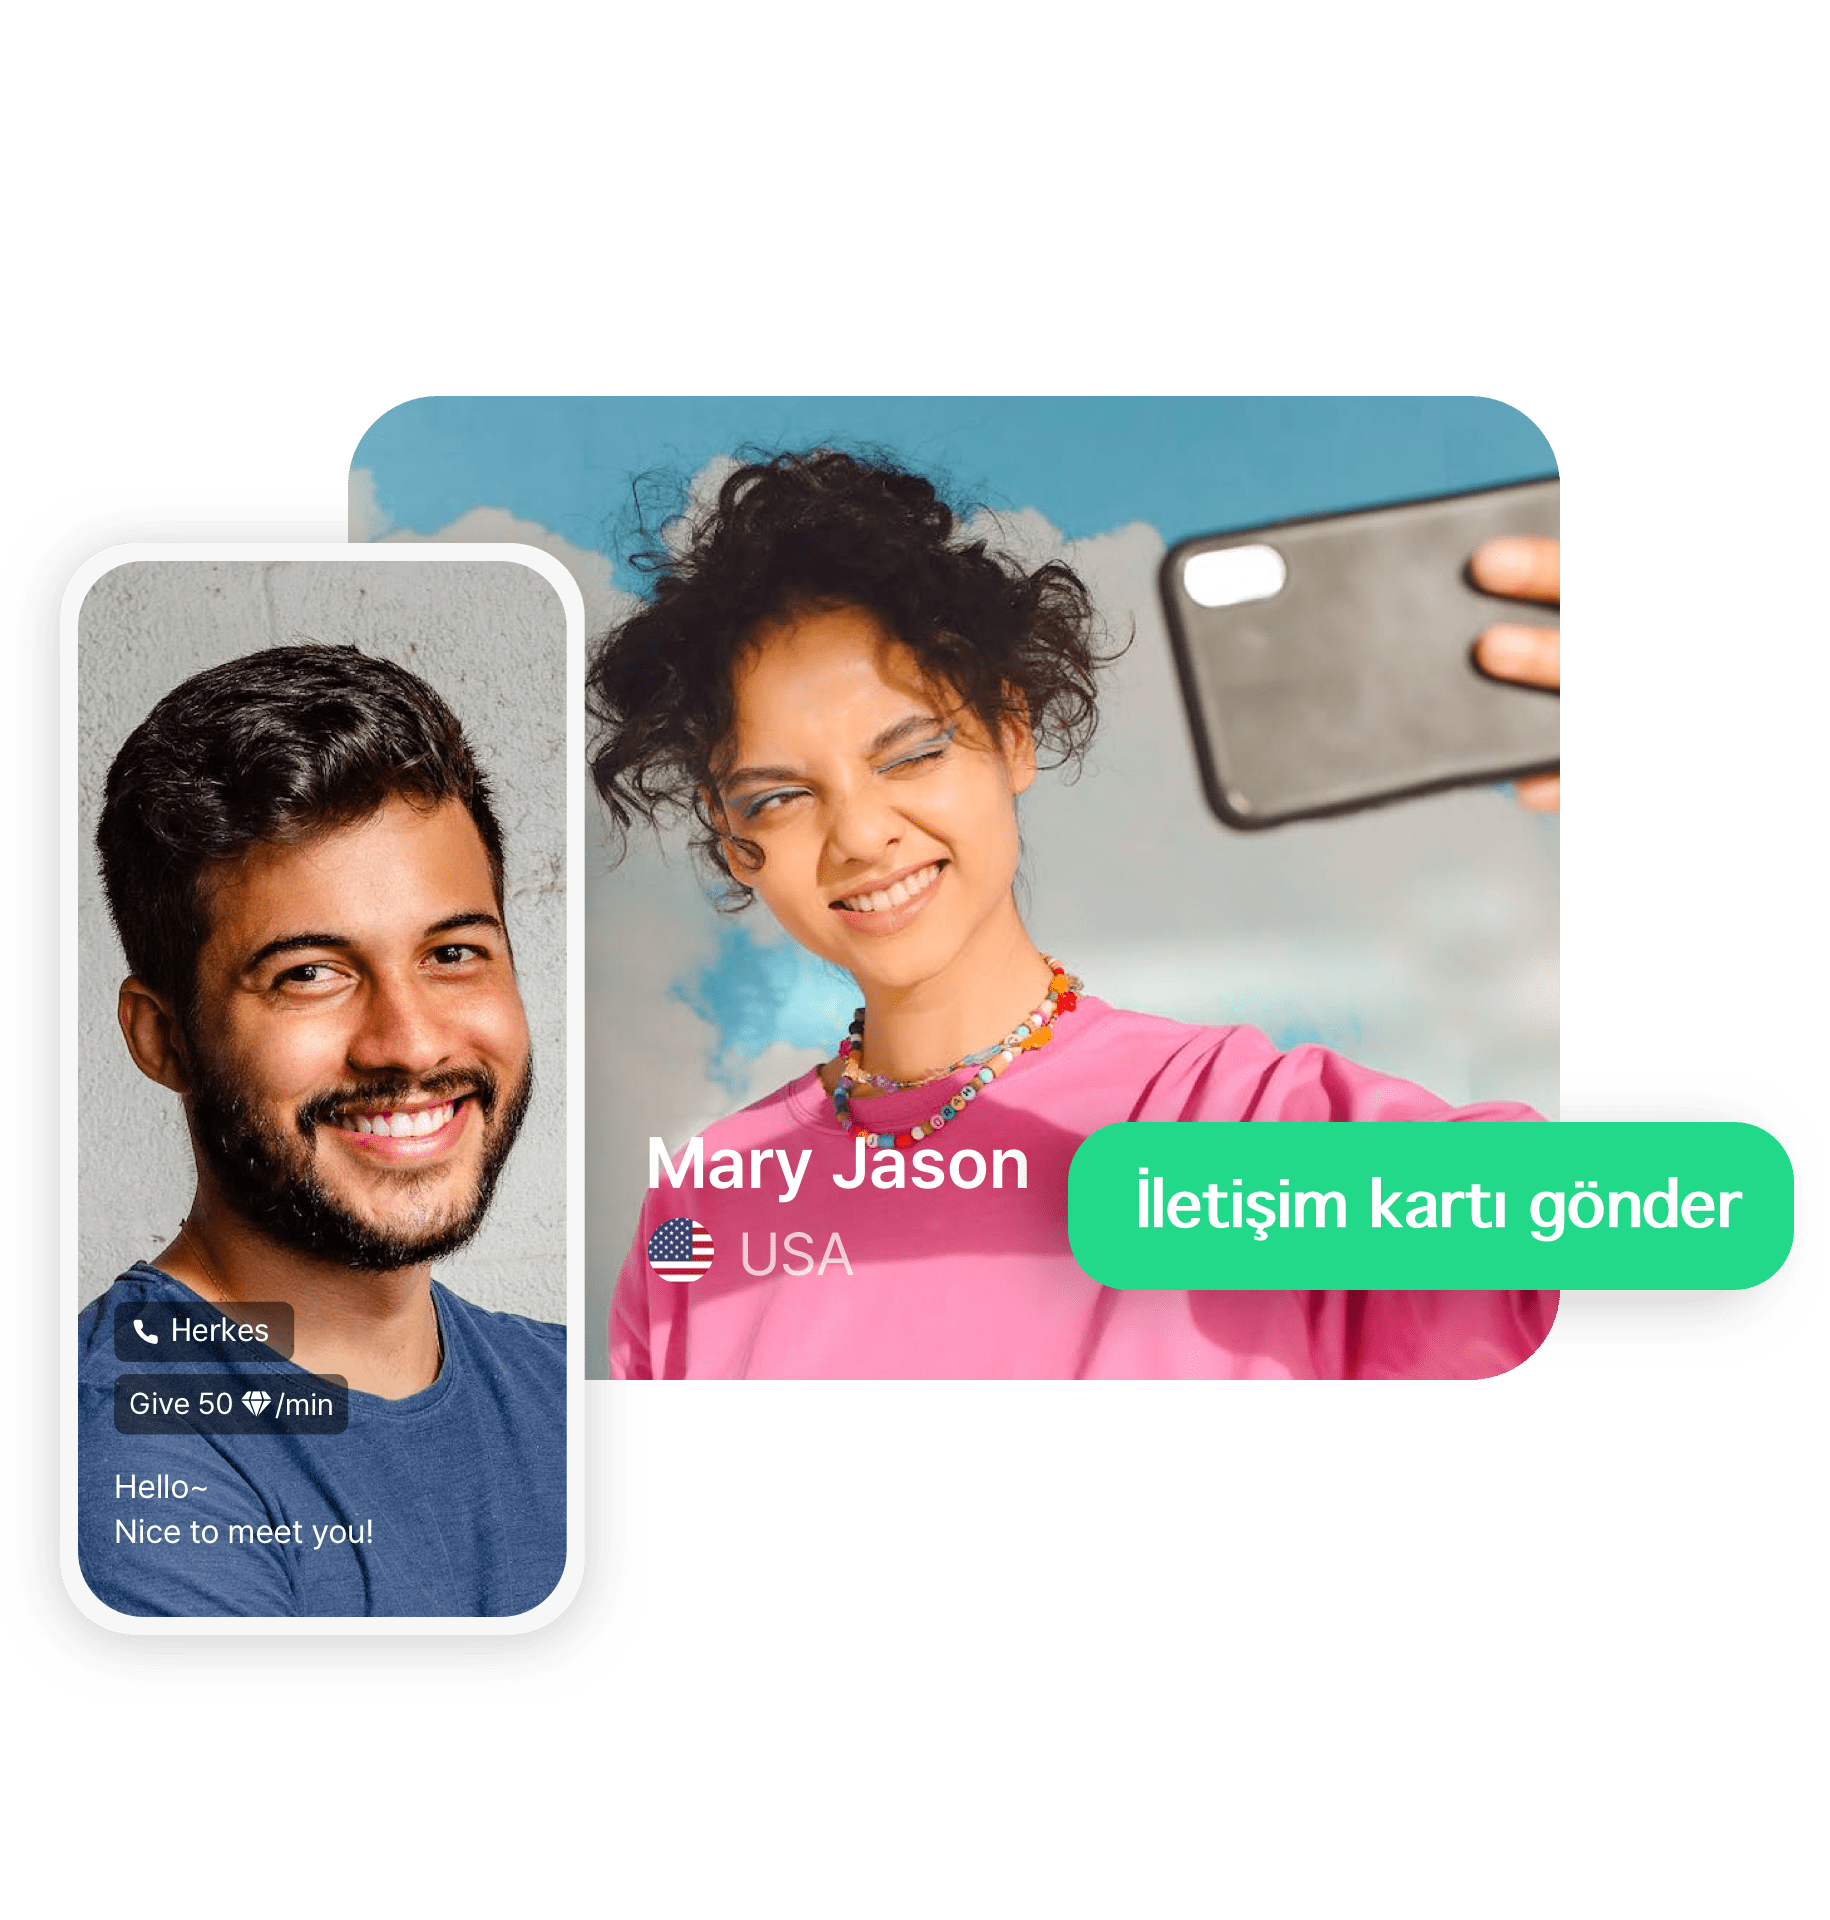 Mary Jason
USA
İletişim kartı gönder
Herkes
Give 50 /min
Hello~
Nice to meet you!